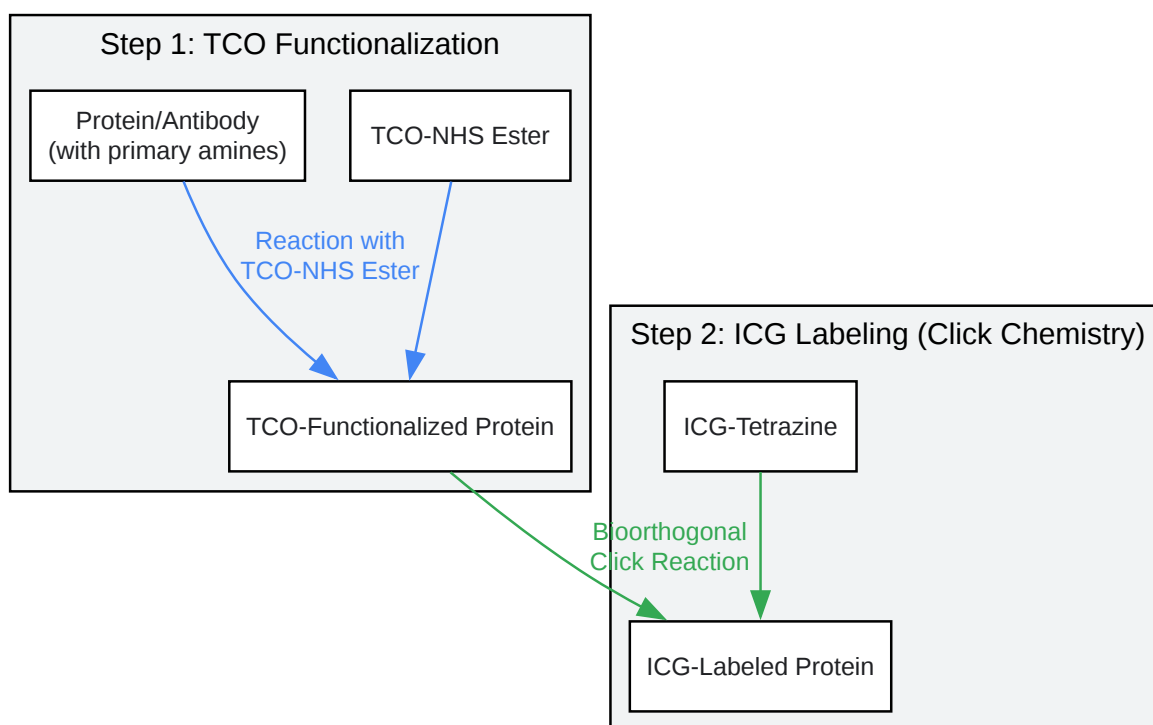 Step 1: TCO Functionalization
Protein/Antibody
(with primary amines)
TCO-NHS Ester
Reaction with
TCO-NHS Ester
TCO-Functionalized Protein
Step 2: ICG Labeling (Click Chemistry)
ICG-Tetrazine
Bioorthogonal
Click Reaction
ICG-Labeled Protein